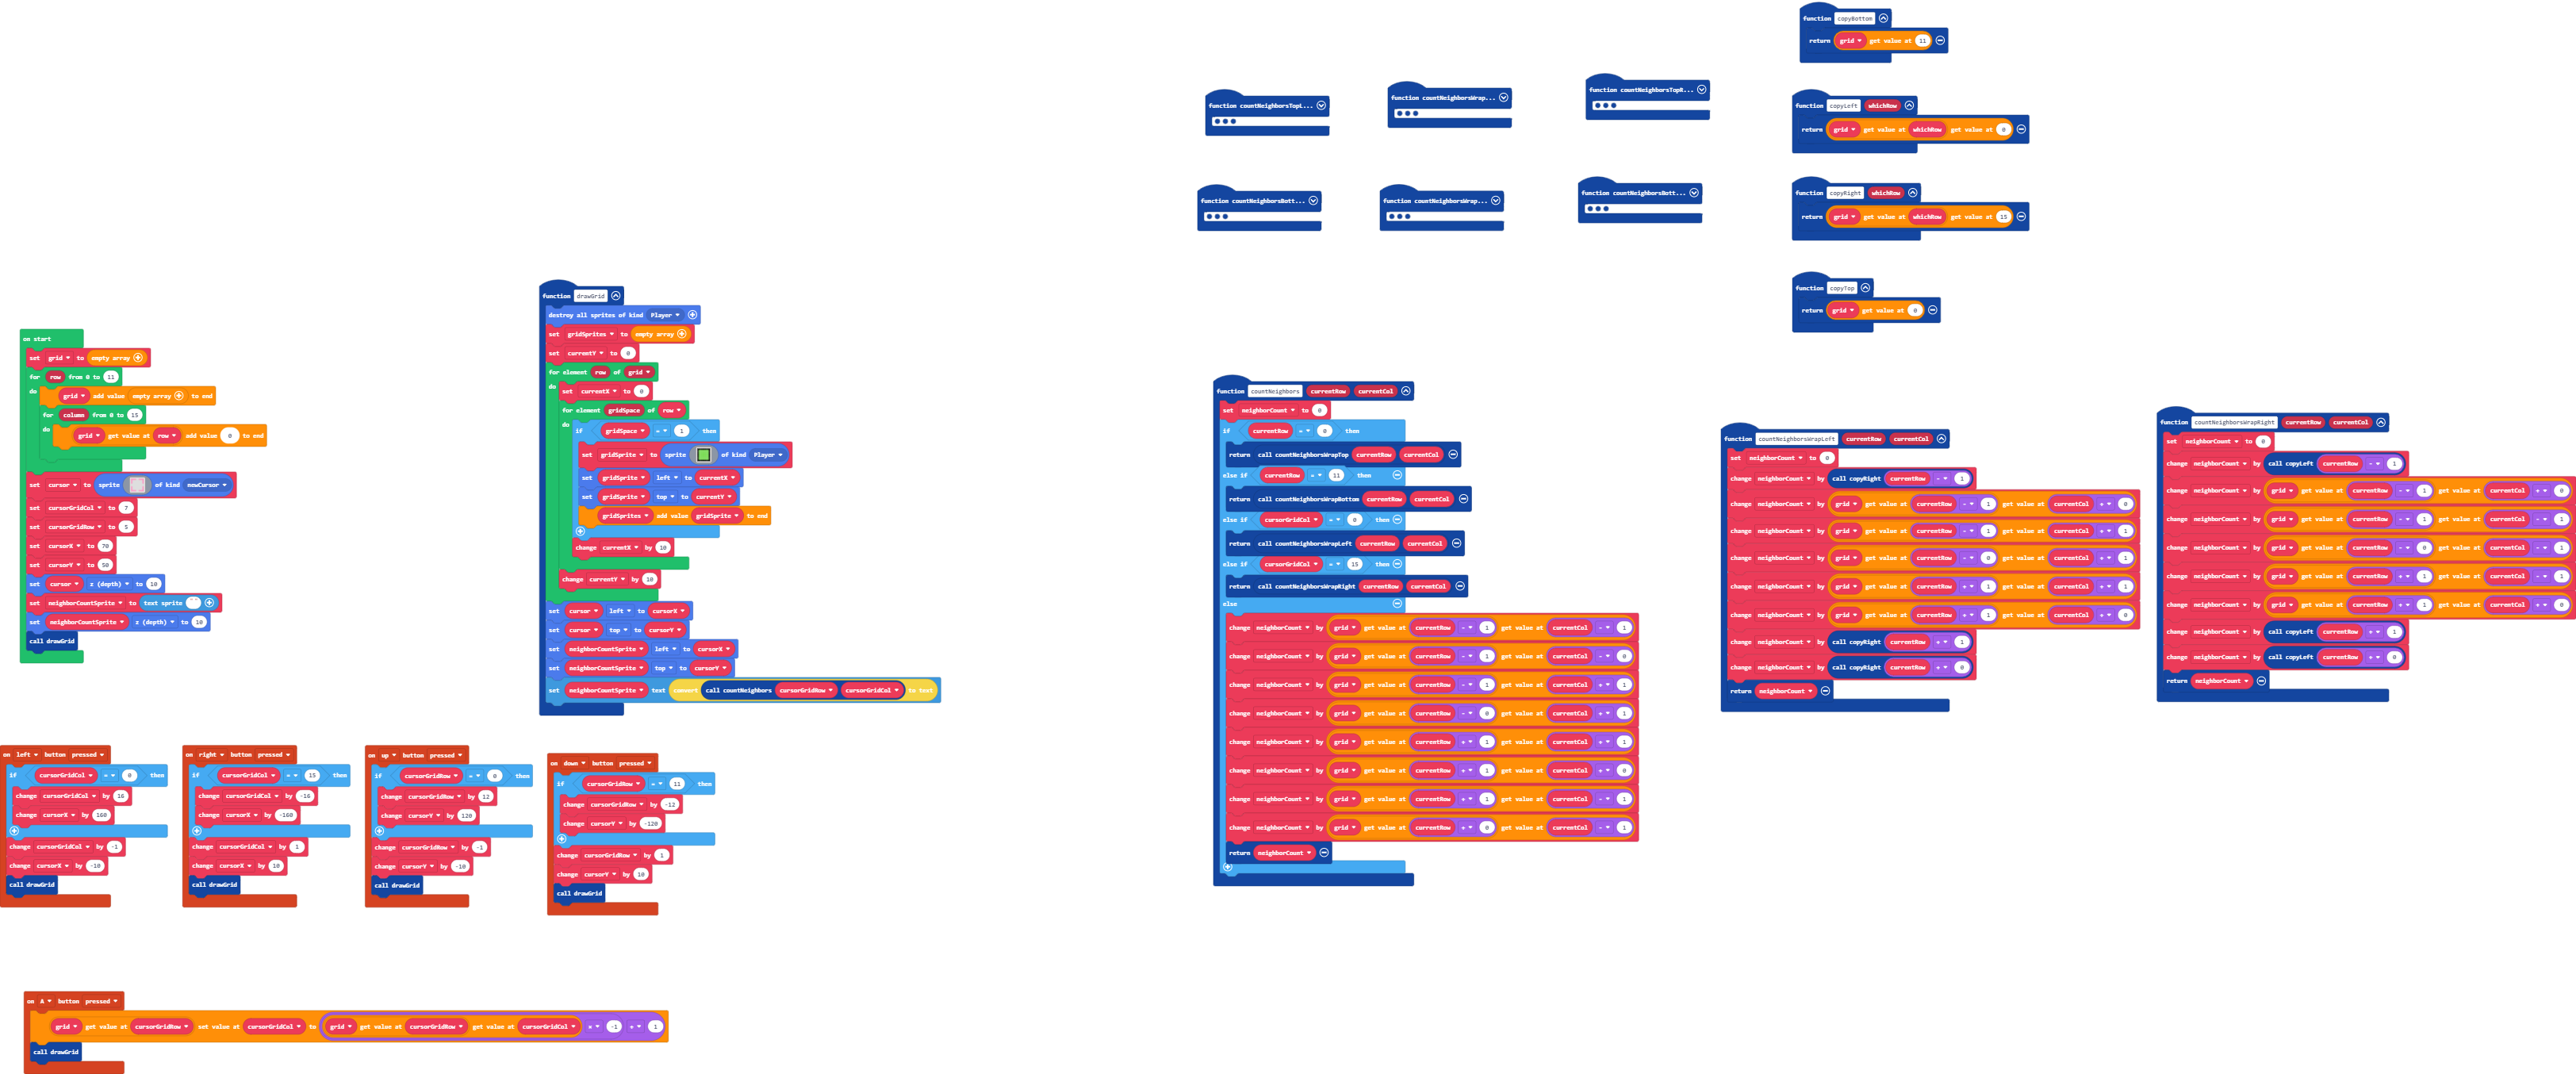 on start
set grid to empty array
for row from 0 to 11
do grid add value empty array to end
for column from 0 to 15
do grid get value at row add value 0 to end
set cursor to sprite of kind newCursor
set cursorGridCol to 7
set cursorGridRow to 5
set cursorX to 70
set cursorY to 50
set cursor z (depth) to 10
set neighborCountSprite to text sprite
set neighborCountSprite z (depth) to 10
call drawGrid
function drawGrid
destroy all sprites of kind Player
set gridSprites to empty array
set currentY to 0
for element row of grid
do set currentX to 0
for element gridSpace of row
do if gridSpace = 1 then
set gridSprite to sprite of kind Player
set gridSprite left to currentX
set gridSprite top to currentY
gridSprites add value gridSprite to end
change currentX by 10
change currentY by 10
set cursor left to cursorX
set cursor top to cursorY
set neighborCountSprite left to cursorX
set neighborCountSprite top to cursorY
set neighborCountSprite text convert call countNeighbors cursorGridRow cursorGridCol to text
on left button pressed
if cursorGridCol = 0 then
change cursorGridCol by 16
change cursorX by 160
change cursorGridCol by -1
change cursorX by -10
call drawGrid
on right button pressed
if cursorGridCol = 15 then
change cursorGridCol by -16
change cursorX by -160
change cursorGridCol by 1
change cursorX by 10
call drawGrid
on up button pressed
if cursorGridRow = 0 then
change cursorGridRow by 12
change cursorY by 120
change cursorGridRow by -1
change cursorY by -10
call drawGrid
on down button pressed
if cursorGridRow = 11 then
change cursorGridRow by -12
change cursorY by -120
change cursorGridRow by 1
change cursorY by 10
call drawGrid
on A button pressed
grid get value at cursorGridRow set value at cursorGridCol to grid get value at cursorGridRow get value at cursorGridCol -1 + 1
call drawGrid
function countNeighborsTopL...
function countNeighborsWrap...
function countNeighborsTopR...
function countNeighborsBott...
function countNeighborsWrap...
function countNeighborsBott...
function copyBottom
return grid get value at 11
function copyLeft whichRow
return grid get value at whichRow get value at 0
function copyRight whichRow
return grid get value at whichRow get value at 15
function copyTop
return grid get value at 0
function countNeighbors currentRow currentCol
set neighborCount to 0
if currentRow = 0 then
return call countNeighborsWrapTop currentRow currentCol
else if currentRow = 11 then
return call countNeighborsWrapBottom currentRow currentCol
else if cursorGridCol = 0 then
return call countNeighborsWrapLeft currentRow currentCol
else if cursorGridCol = 15 then
return call countNeighborsWrapRight currentRow currentCol
else
change neighborCount by grid get value at currentRow - 1 get value at currentCol - 1
change neighborCount by grid get value at currentRow - 1 get value at currentCol - 0
change neighborCount by grid get value at currentRow - 1 get value at currentCol + 1
change neighborCount by grid get value at currentRow - 0 get value at currentCol + 1
change neighborCount by grid get value at currentRow + 1 get value at currentCol + 1
change neighborCount by grid get value at currentRow + 1 get value at currentCol + 0
change neighborCount by grid get value at currentRow + 1 get value at currentCol - 1
change neighborCount by grid get value at currentRow + 0 get value at currentCol - 1
return neighborCount
function countNeighborsWrapLeft currentRow currentCol
set neighborCount to 0
change neighborCount by call copyRight currentRow - 1
change neighborCount by grid get value at currentRow - 1 get value at currentCol + 0
change neighborCount by grid get value at currentRow - 1 get value at currentCol + 1
change neighborCount by grid get value at currentRow - 0 get value at currentCol + 1
change neighborCount by grid get value at currentRow + 1 get value at currentCol + 1
change neighborCount by grid get value at currentRow + 1 get value at currentCol + 0
change neighborCount by call copyRight currentRow + 1
change neighborCount by call copyRight currentRow + 0
return neighborCount
function countNeighborsWrapRight currentRow currentCol
set neighborCount to 0
change neighborCount by call copyLeft currentRow - 1
change neighborCount by grid get value at currentRow - 1 get value at currentCol + 0
change neighborCount by grid get value at currentRow - 1 get value at currentCol - 1
change neighborCount by grid get value at currentRow - 0 get value at currentCol - 1
change neighborCount by grid get value at currentRow + 1 get value at currentCol - 1
change neighborCount by grid get value at currentRow + 1 get value at currentCol + 0
change neighborCount by call copyLeft currentRow + 1
change neighborCount by call copyLeft currentRow + 0
return neighborCount